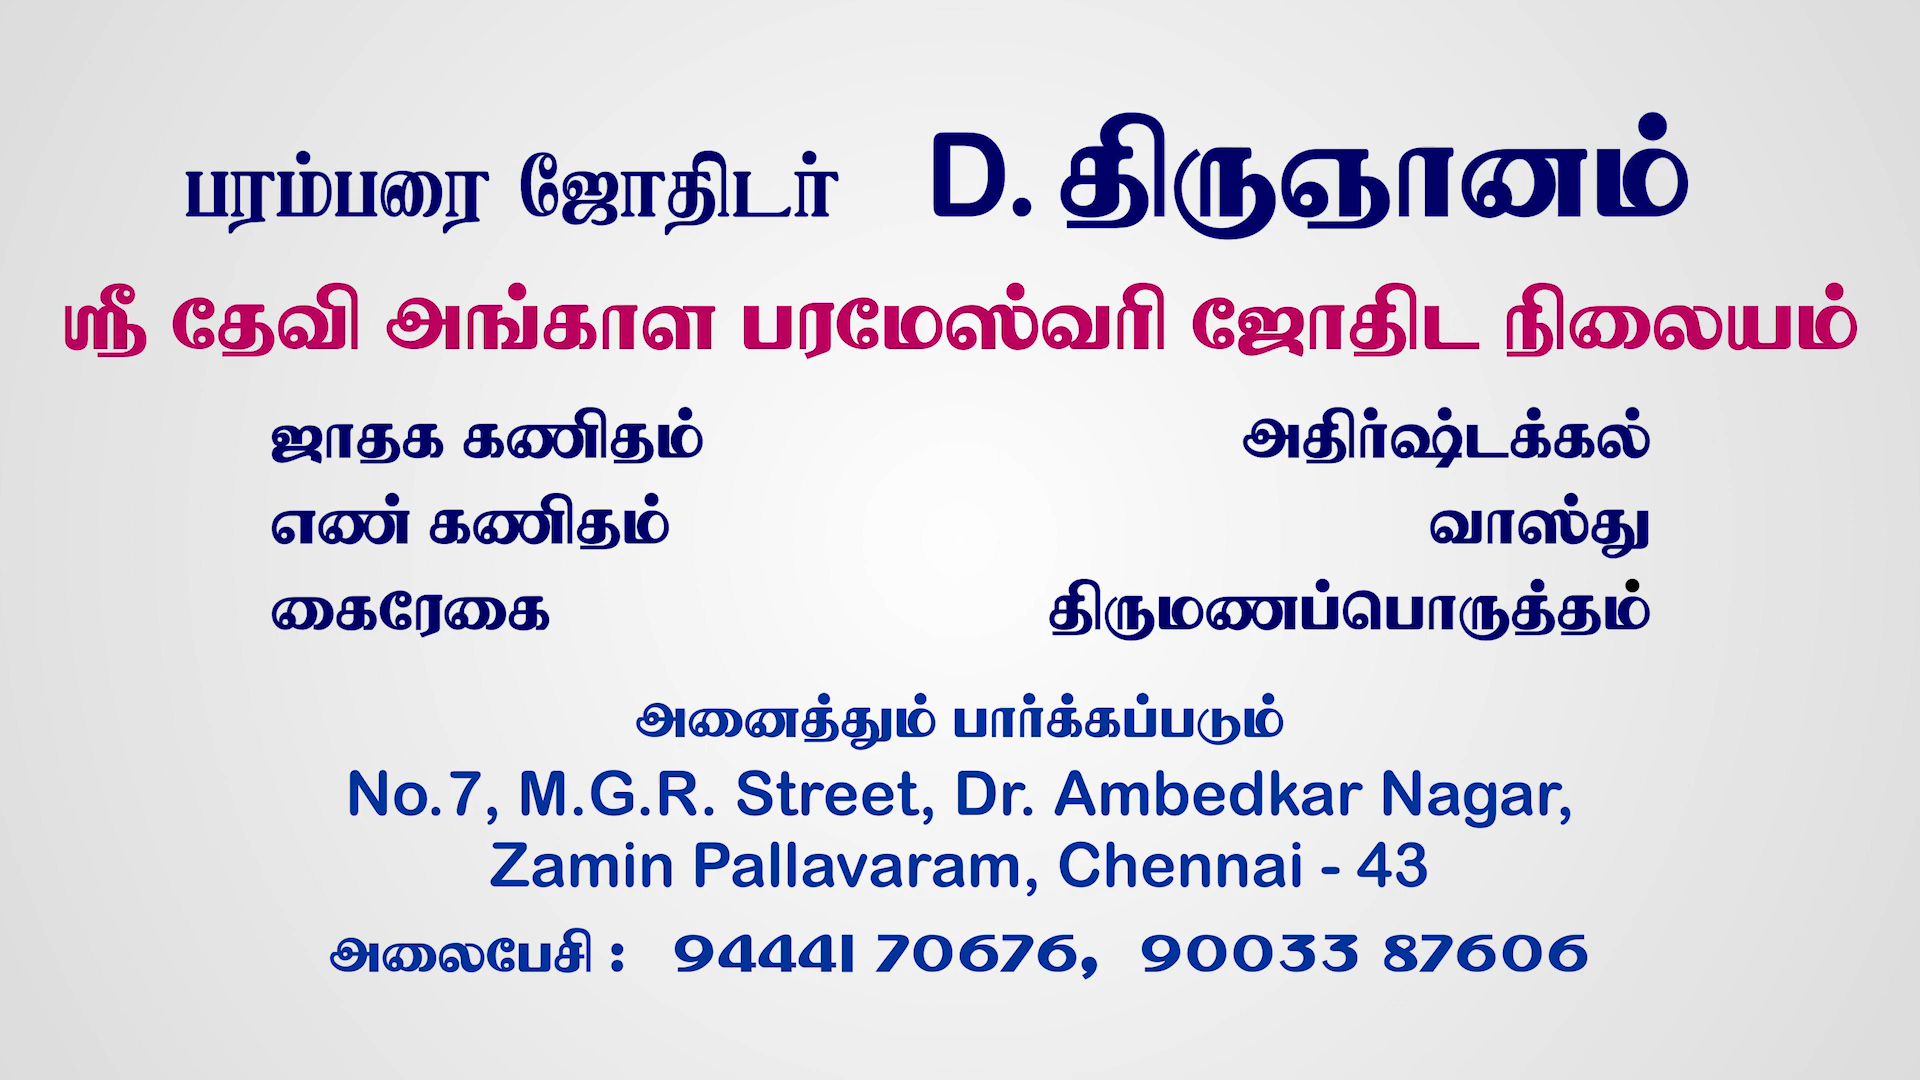 பரம்பரை ஜோதிடர் D. திருஞானம்
ஸ்ரீ தேவி அங்காள பரமேஸ்வரி ஜோதிட நிலையம்
ஜாதக கணிதம் அதிர்ஷ்டக்கல்
எண் கணிதம் வாஸ்து
கைரேகை திருமணப்பொருத்தம்
அனைத்தும் பார்க்கப்படும்
No.7, M.G.R. Street, Dr. Ambedkar Nagar,
Zamin Pallavaram, Chennai - 43
அலைபேசி : 94441 70676, 90033 87606